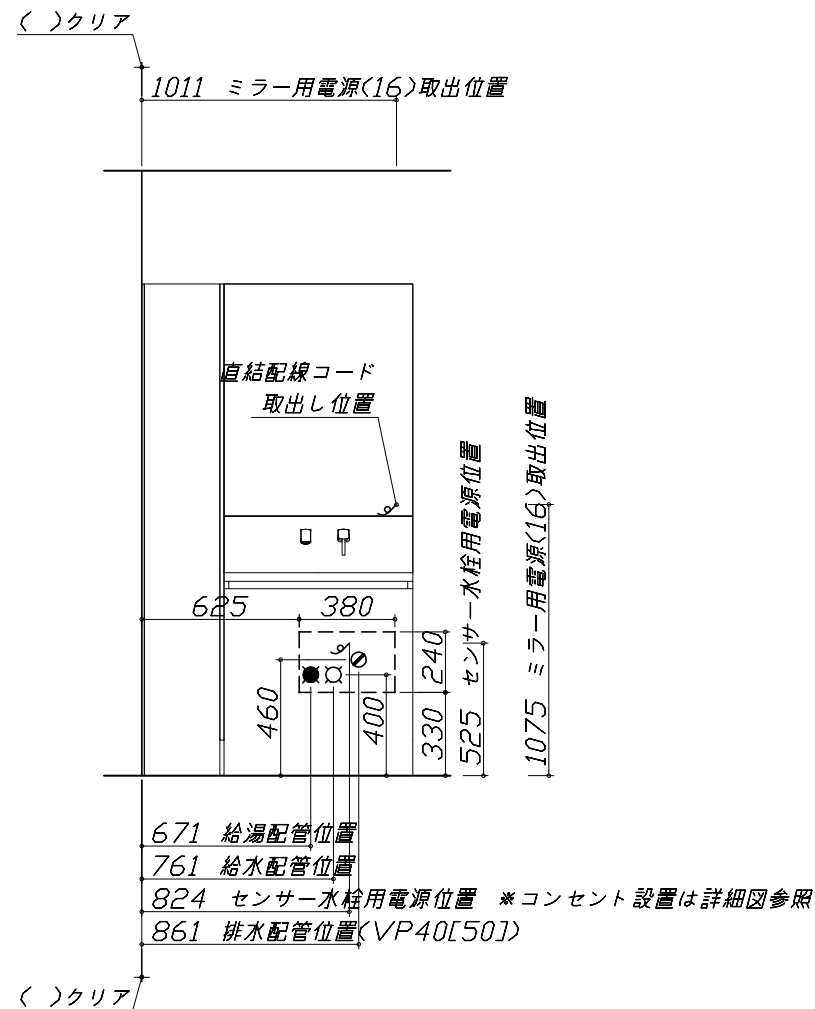 ( )クリア
1011 ミラー用電源(16)取出位置
直結配線コード
取出し位置
625
380
240
330
460
400
525 センサー水栓用電源位置
1075 ミラー用電源(16)取出位置
671 給湯配管位置
761 給水配管位置
824 センサー水栓用電源位置 ※コンセント設置は詳細図参照
861 排水配管位置(VP40[50])
( )クリア